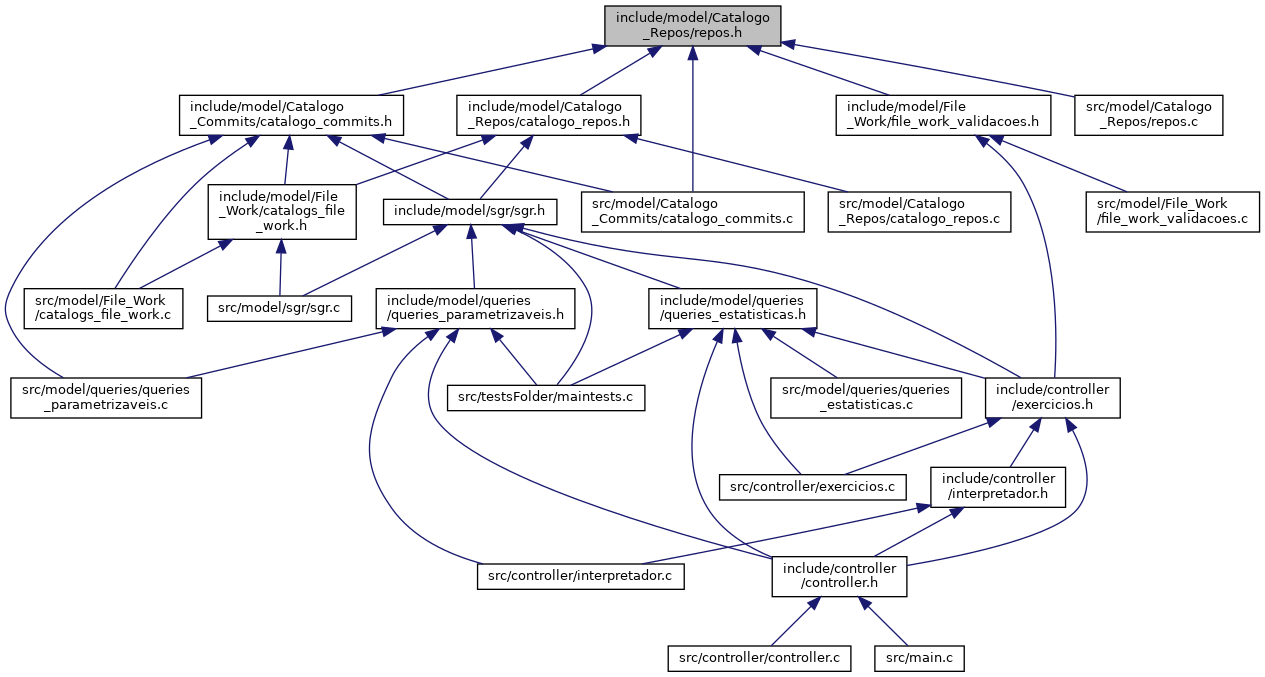 include/model/Catalogo
_Repos/repos.h
include/model/Catalogo
_Commits/catalogo_commits.h
include/model/Catalogo
_Repos/catalogo_repos.h
include/model/File
_Work/file_work_validacoes.h
src/model/Catalogo
_Repos/repos.c
include/model/File
_Work/catalogs_file
_work.h
include/model/sgr/sgr.h
src/model/Catalogo
_Commits/catalogo_commits.c
src/model/Catalogo
_Repos/catalogo_repos.c
src/model/File_Work
/file_work_validacoes.c
src/model/File_Work
/catalogs_file_work.c
src/model/sgr/sgr.c
include/model/queries
/queries_parametrizaveis.h
include/model/queries
/queries_estatisticas.h
src/model/queries/queries
_parametrizaveis.c
src/testsFolder/maintests.c
src/model/queries/queries
_estatisticas.c
include/controller
/exercicios.h
src/controller/exercicios.c
include/controller
/interpretador.h
src/controller/interpretador.c
include/controller
/controller.h
src/controller/controller.c
src/main.c